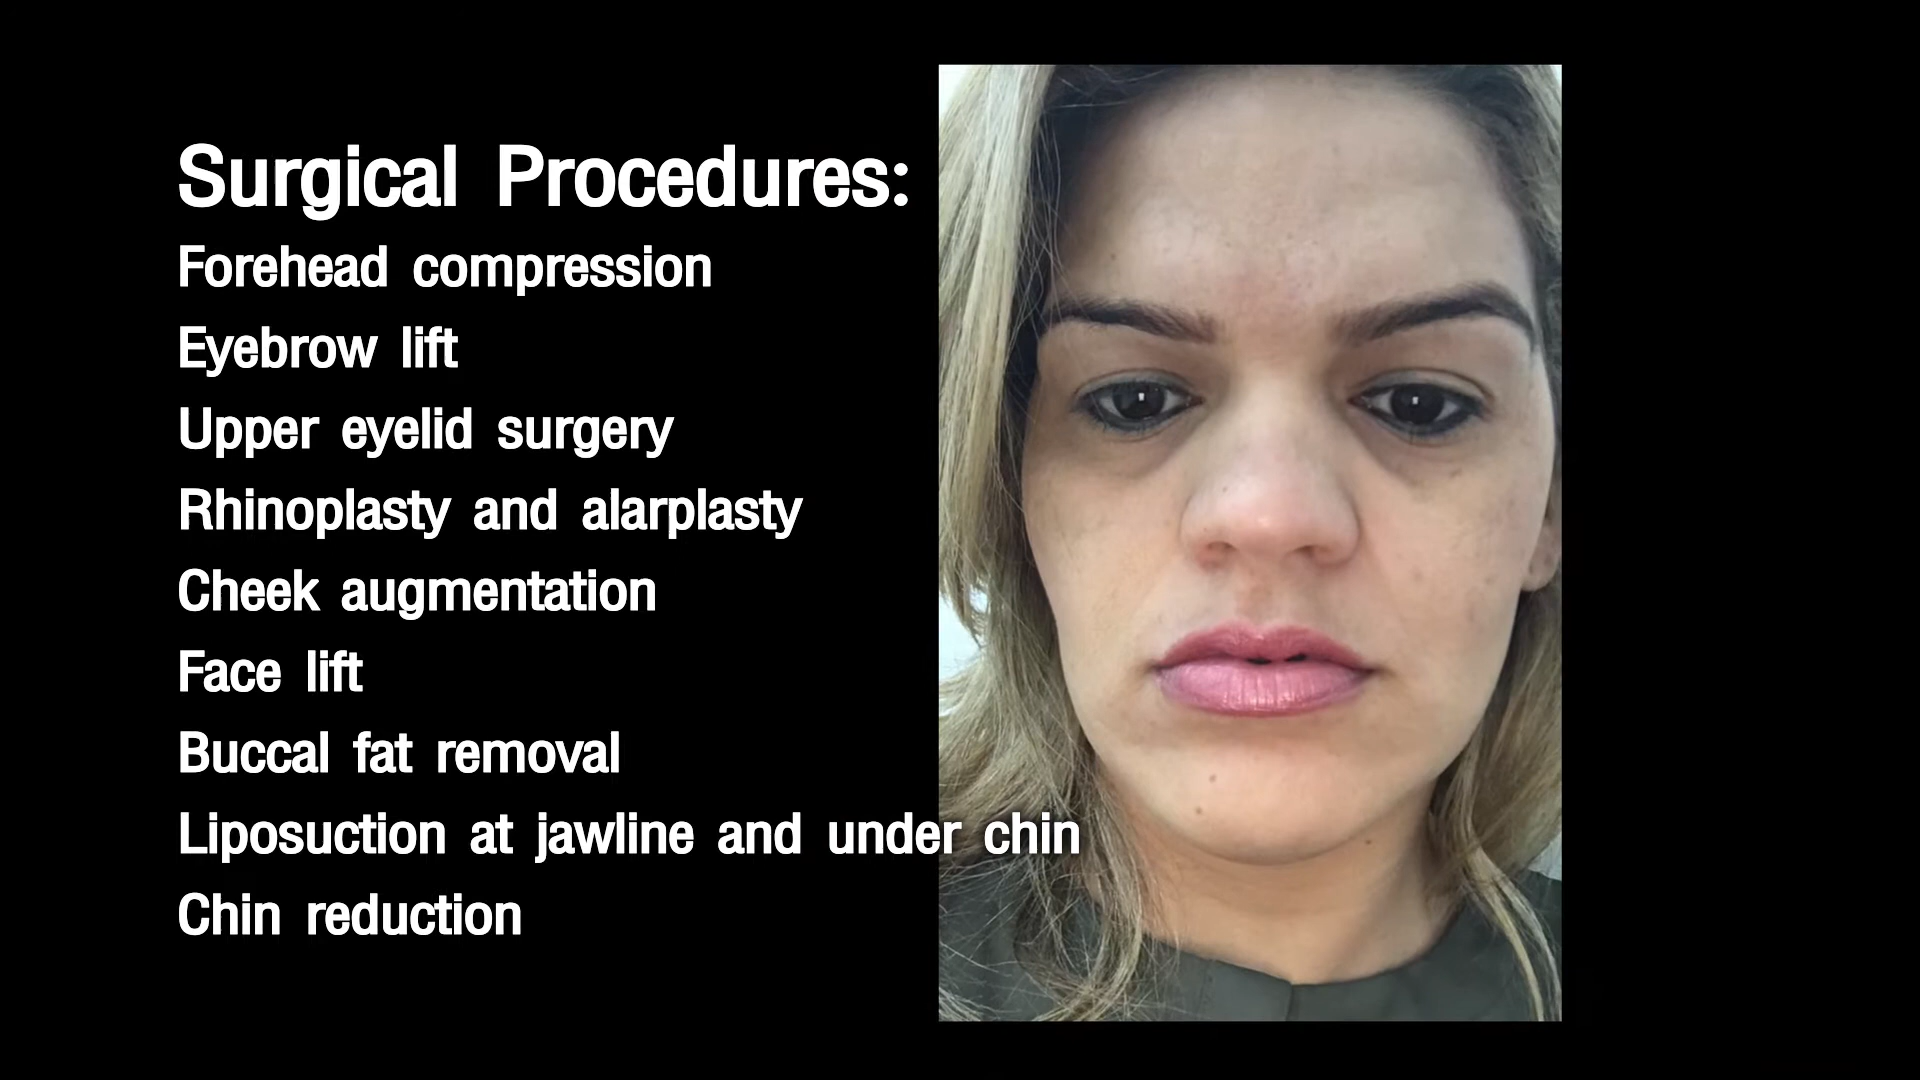 Surgical Procedures:
Forehead compression
Eyebrow lift
Upper eyelid surgery
Rhinoplasty and alarplasty
Cheek augmentation
Face lift
Buccal fat removal
Liposuction at jawline and under chin
Chin reduction